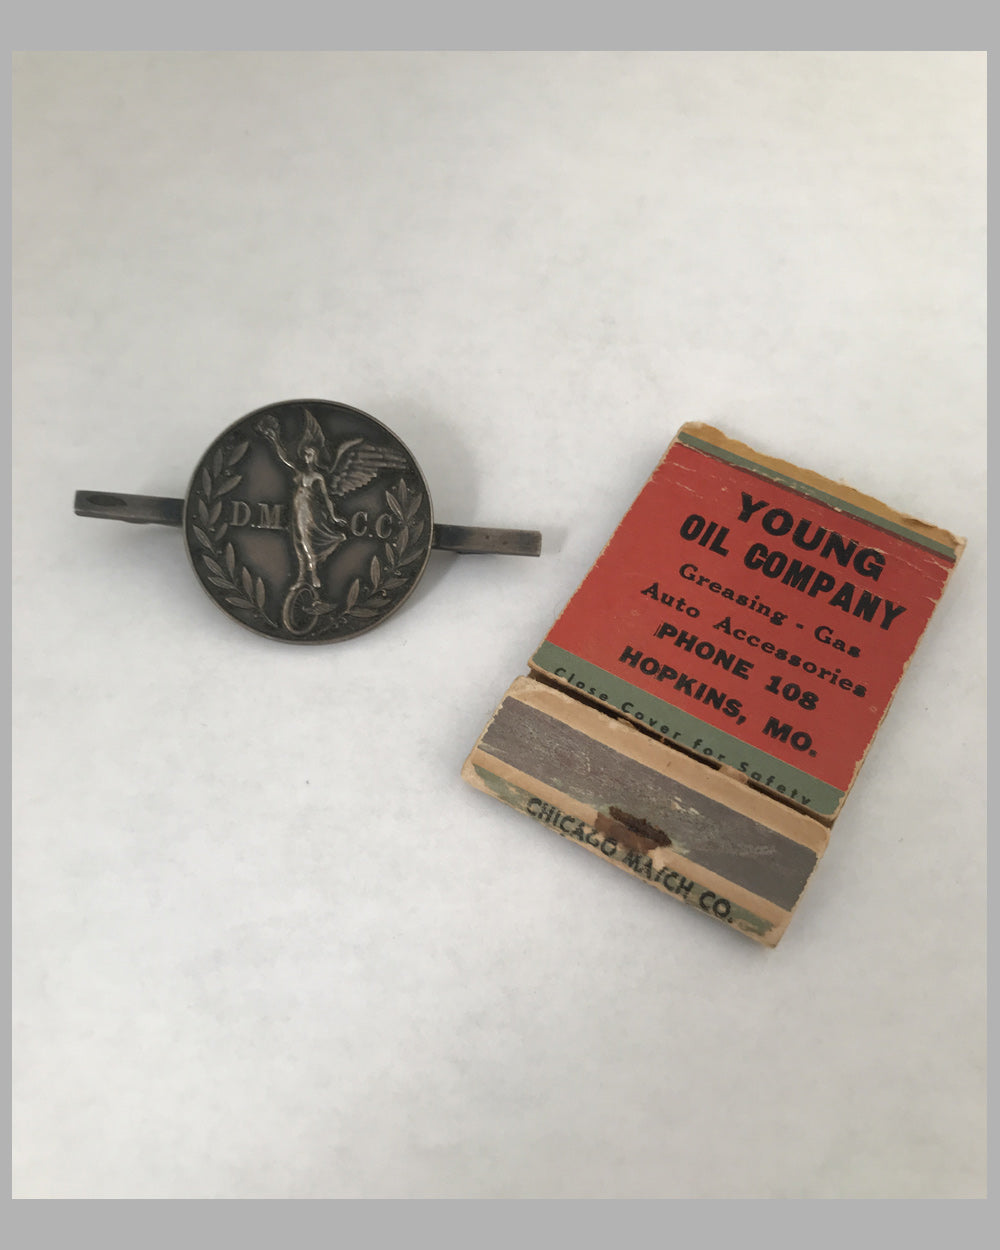 D.M. C.C.
YOUNG
OIL COMPANY
Greasing - Gas
Auto Accessories
PHONE 108
HOPKINS, MO.
Close Cover for Safety
CHICAGO MATCH CO.